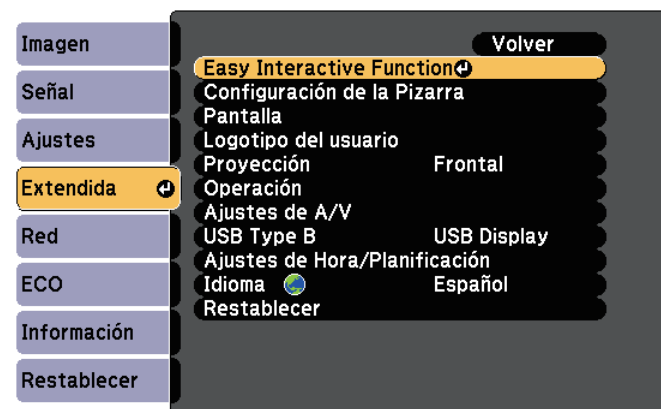 Imagen
Señal
Ajustes
Extendida
Red
ECO
Información
Restablecer
Volver
Easy Interactive Function
Configuración de la Pizarra
Pantalla
Logotipo del usuario
Proyección Frontal
Operación
Ajustes de A/V
USB Type B USB Display
Ajustes de Hora/Planificación
Idioma Español
Restablecer